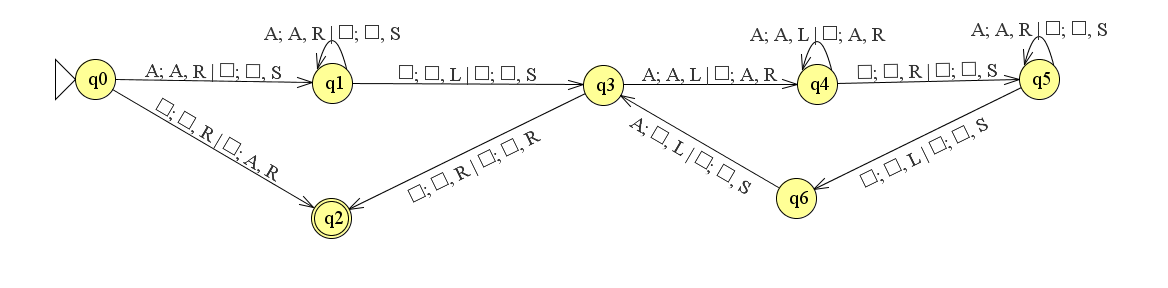 A; A, R | □; □, S
A; A, L | □; A, R
A; A, R | □; □, S
q0
A; A, R | □; □, S
q1
□; □, L | □; □, S
q3
A; A, L | □; A, R
q4
□; □, R | □; □, S
q5
□; □, R | □; A, R
□; □, R | □; □, R
A; □, L | □; □, S
□; □, L | □; □, S
q2
q6